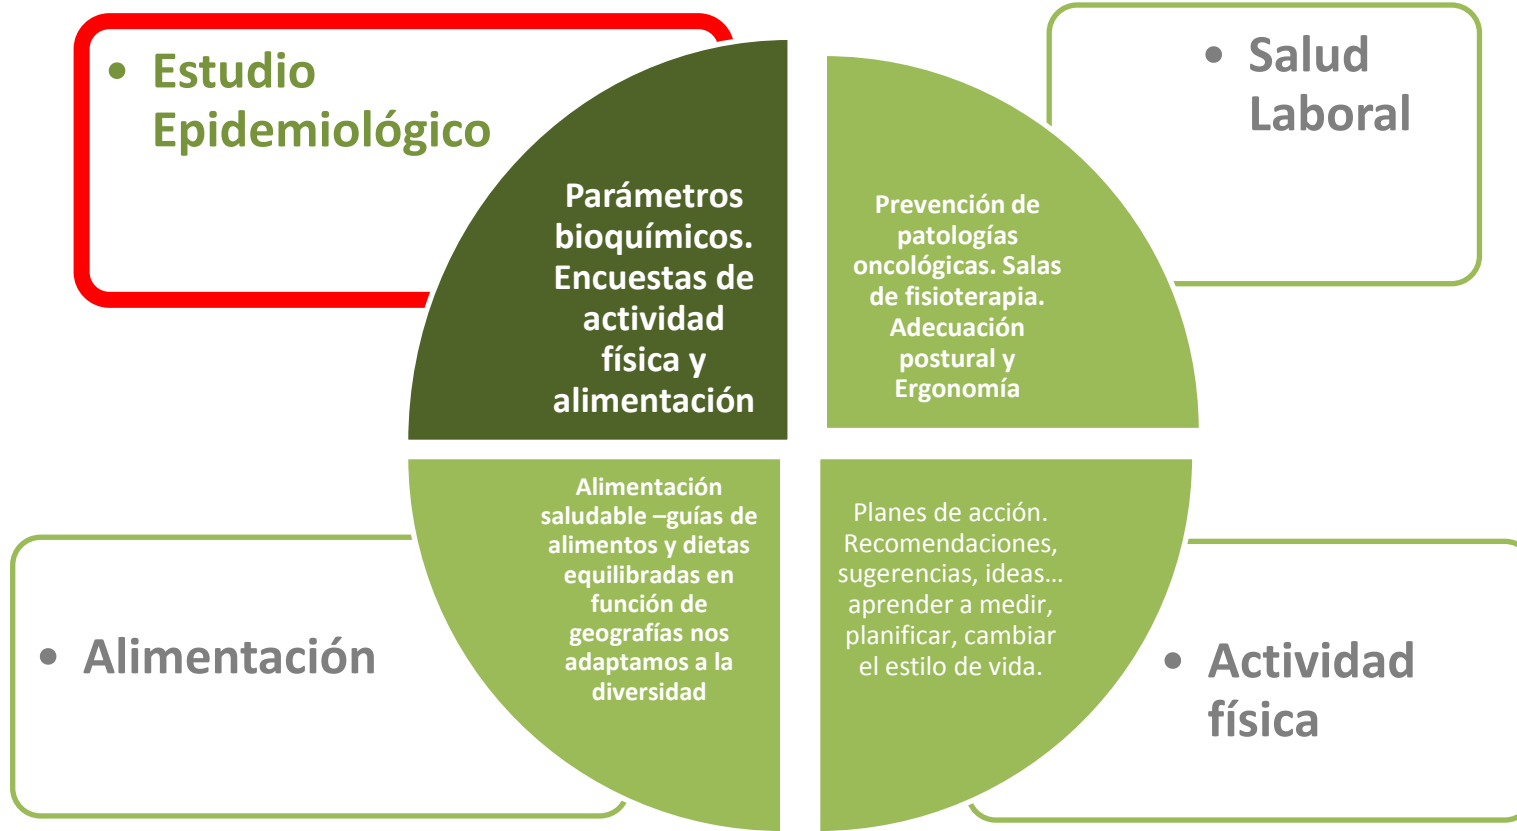 • Estudio
Epidemiológico
Parámetros
bioquímicos.
Encuestas de
actividad
física y
alimentación
• Salud
Laboral
Prevención de
patologías
oncológicas. Salas
de fisioterapia.
Adecuación
postural y
Ergonomía
• Alimentación
Alimentación
saludable –guías de
alimentos y dietas
equilibradas en
función de
geografías nos
adaptamos a la
diversidad
Planes de acción.
Recomendaciones,
sugerencias, ideas...
aprender a medir,
planificar, cambiar
el estilo de vida.
• Actividad
física